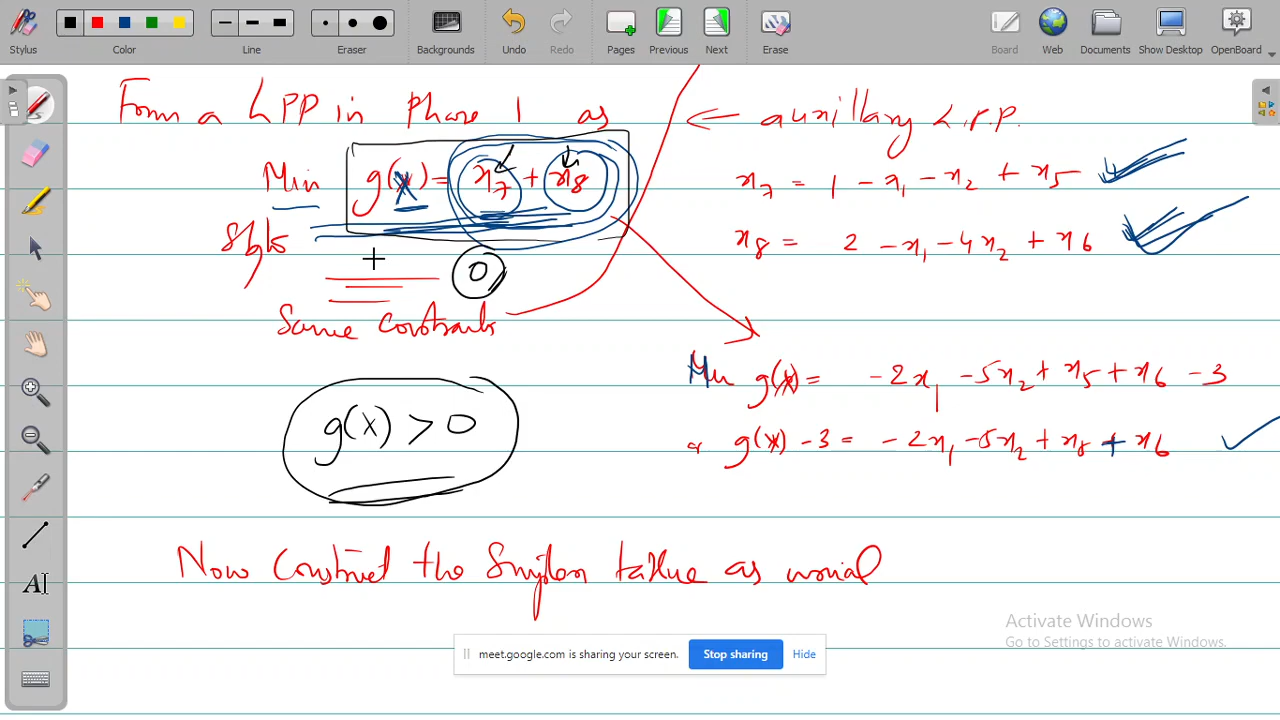 Stylus Color Line Eraser Backgrounds Undo Redo Pages Previous Next Erase Board Web Documents Show Desktop OpenBoard
Form a LPP in Phase 1 as ← auxillary L.P.P.
Min g(x) = x₇ + x₈
x₇ = 1 - x₁ - x₂ + x₅
x₈ = 2 - x₁ - 4x₂ + x₆
0
Same constraints
Min g(x) = -2x₁ - 5x₂ + x₅ + x₆ - 3
g(x) > 0
or g(x) - 3 = -2x₁ - 5x₂ + x₅ + x₆
Now Construct the Simplex tablue as usual
Activate Windows
Go to Settings to activate Windows.
meet.google.com is sharing your screen. Stop sharing Hide